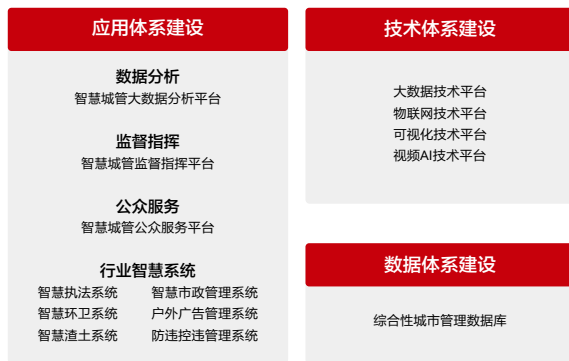 应用体系建设
数据分析
智慧城管大数据分析平台
监督指挥
智慧城管监督指挥平台
公众服务
智慧城管公众服务平台
行业智慧系统
智慧执法系统 智慧市政管理系统
智慧环卫系统 户外广告管理系统
智慧渣土系统 防违控违管理系统
技术体系建设
大数据技术平台
物联网技术平台
可视化技术平台
视频AI技术平台
数据体系建设
综合性城市管理数据库